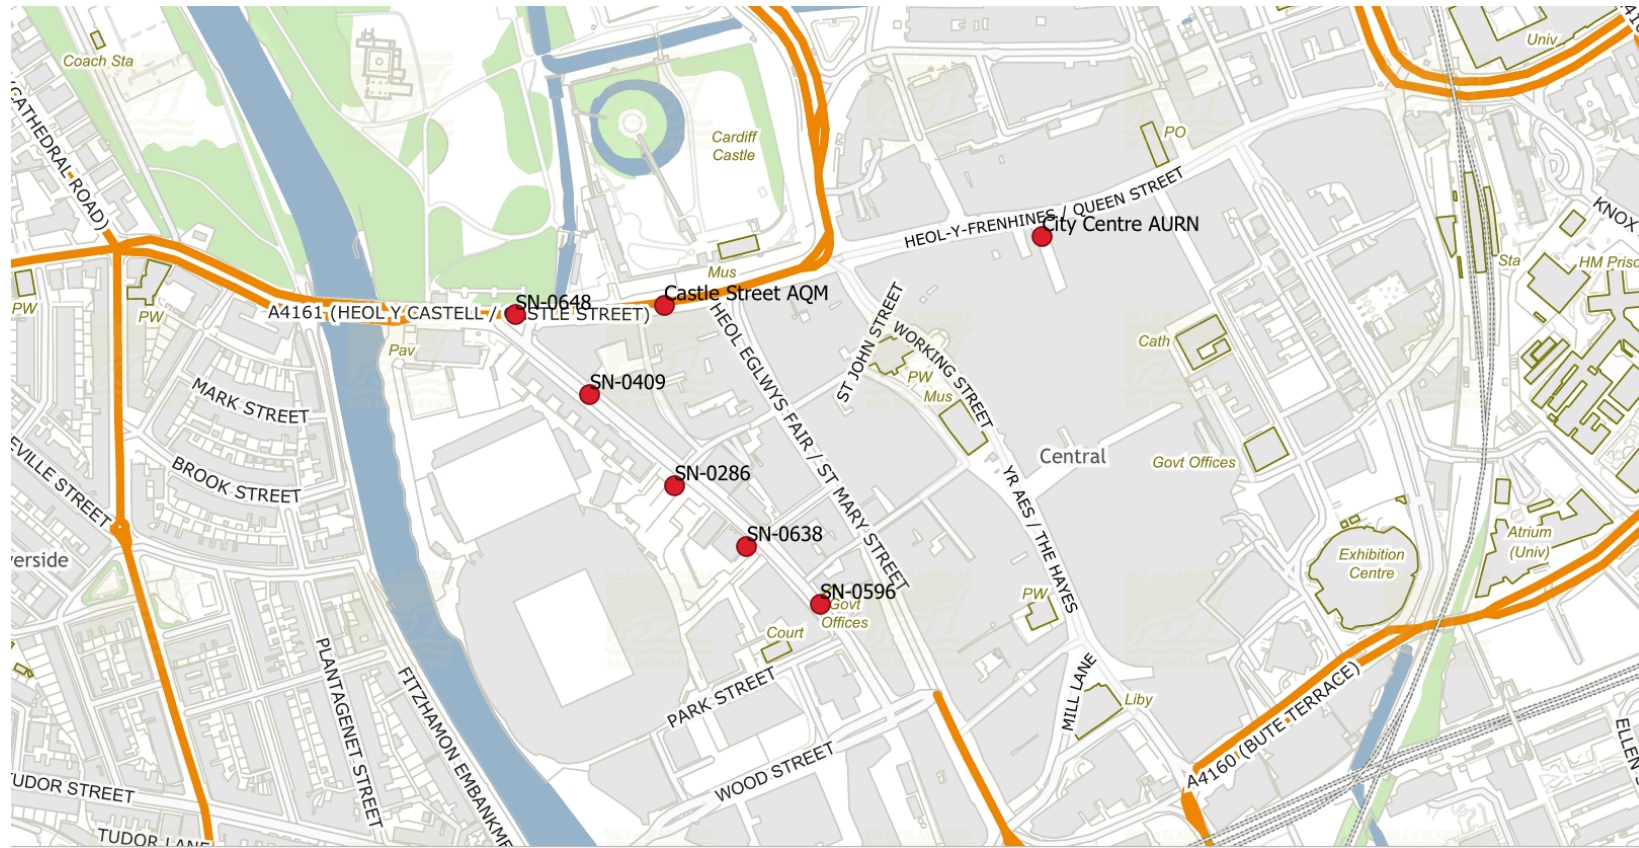 A416
A41
Coach Sta
Univ
(CATHEDRAL ROAD)
Cardiff
Castle
PO
HEOL-Y-FRENHINES / QUEEN STREET
City Centre AURN
KNOX
Mus
Sta
HM Priso
PW
PW
Castle Street AQM
SN-0648
A4161 (HEOL Y CASTELL / CASTLE STREET)
Pav
HEOL EGLWYS FAIR / ST MARY STREET
ST JOHN STREET
WORKING STREET
Cath
PW
Mus
SN-0409
MARK STREET
EVILLE STREET
BROOK STREET
Central
Govt Offices
SN-0286
YR AES / THE HAYES
SN-0638
Atrium
(Univ)
Exhibition
Centre
erside
SN-0596
Govt
Offices
PW
Court
PLANTAGENET STREET
FITZHAMON EMBANKME
PARK STREET
MILL LANE
Liby
A4160 (BUTE TERRACE)
WOOD STREET
ELLEN S
TUDOR STREET
TUDOR LANE